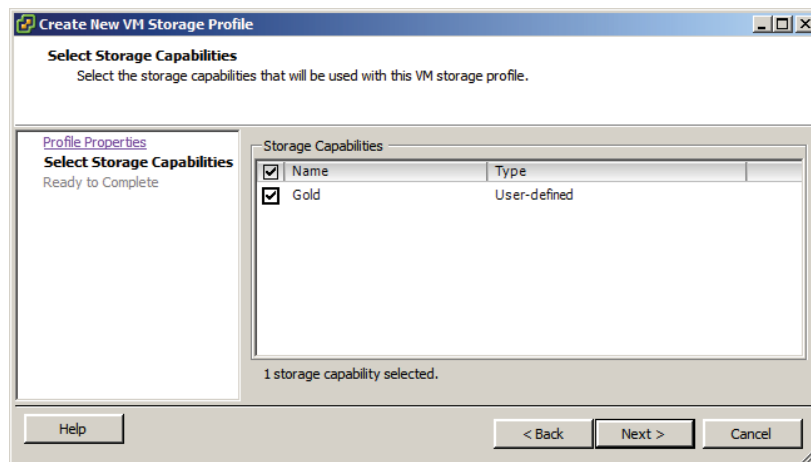 Create New VM Storage Profile
Select Storage Capabilities
Select the storage capabilities that will be used with this VM storage profile.
Profile Properties
Select Storage Capabilities
Ready to Complete
Storage Capabilities
Name Type
Gold User-defined
1 storage capability selected.
Help < Back Next > Cancel